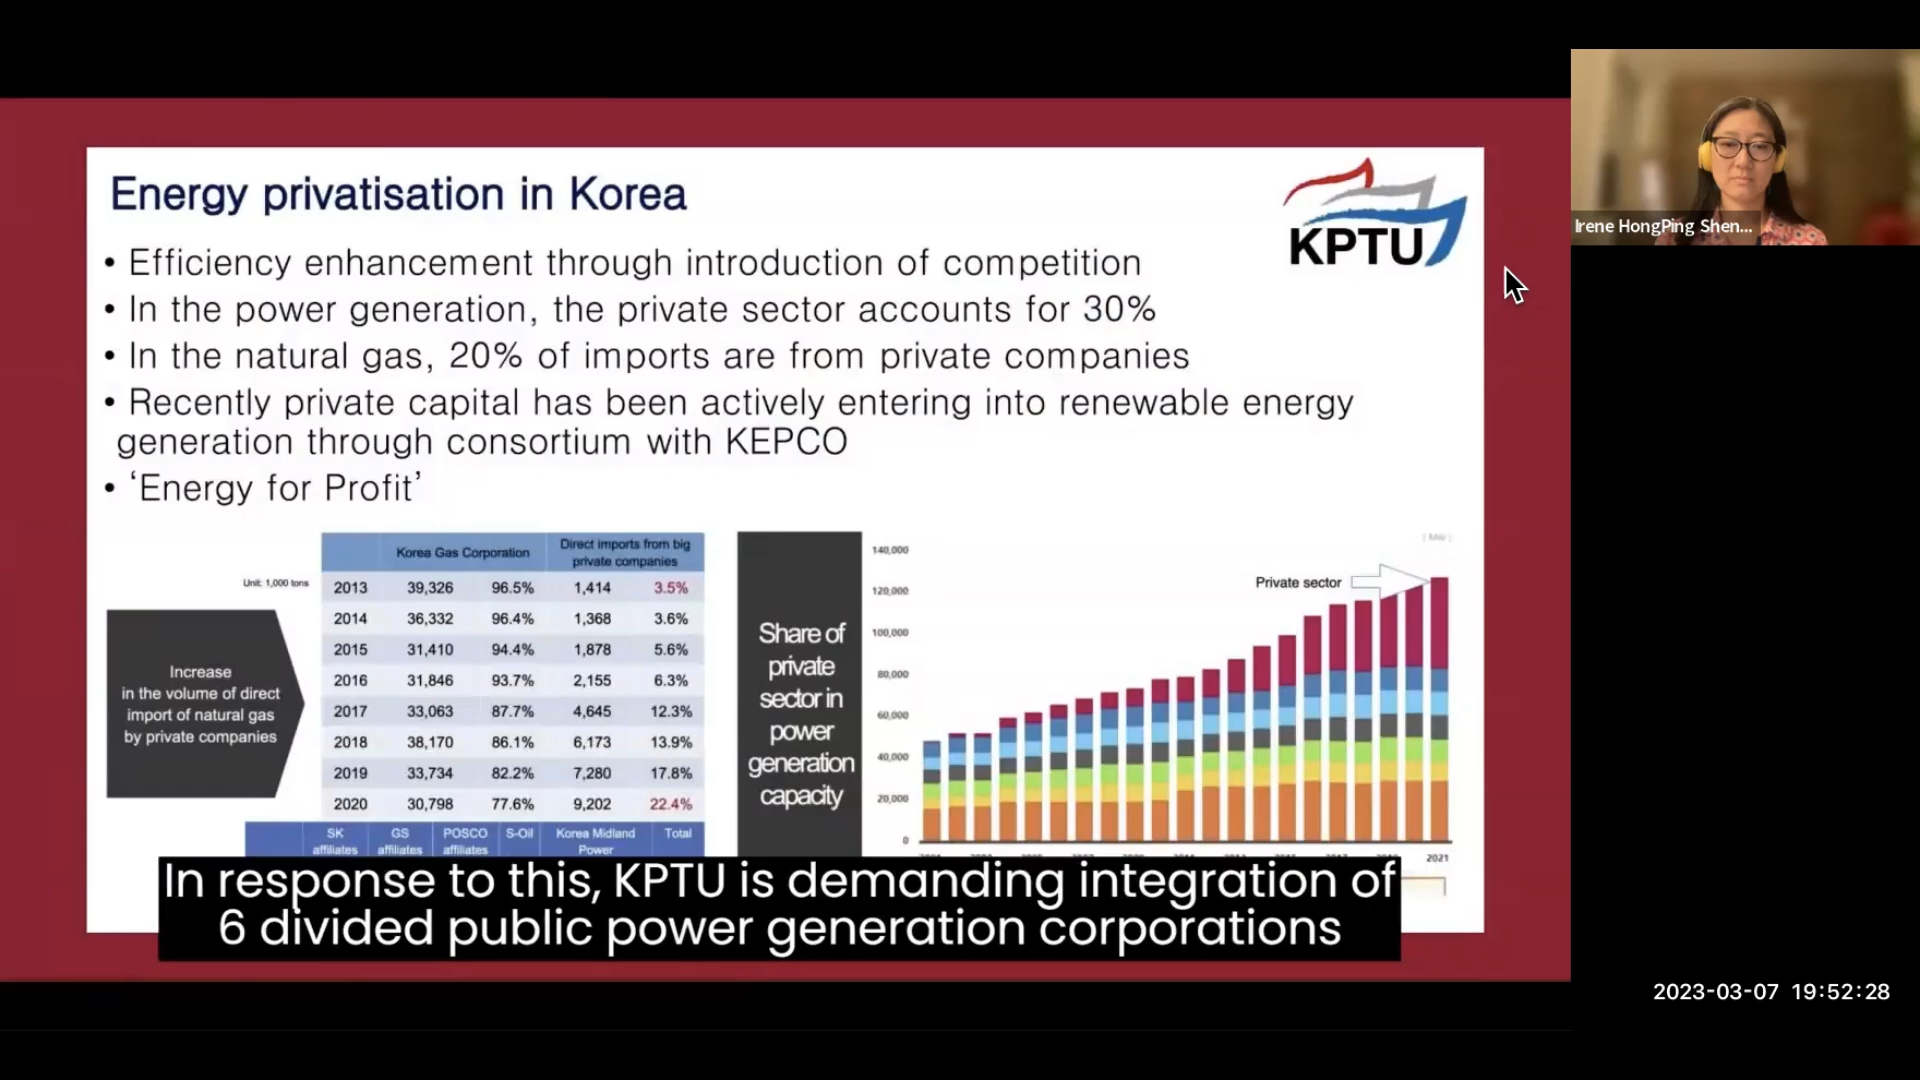 Energy privatisation in Korea
KPTU
• Efficiency enhancement through introduction of competition
• In the power generation, the private sector accounts for 30%
• In the natural gas, 20% of imports are from private companies
• Recently private capital has been actively entering into renewable energy
generation through consortium with KEPCO
• ‘Energy for Profit’
Unit: 1,000 tons
Increase
in the volume of direct
import of natural gas
by private companies
Korea Gas Corporation Direct imports from big
private companies
2013 39,326 96.5% 1,414 3.5%
2014 36,332 96.4% 1,368 3.6%
2015 31,410 94.4% 1,878 5.6%
2016 31,846 93.7% 2,155 6.3%
2017 33,063 87.7% 4,645 12.3%
2018 38,170 86.1% 6,173 13.9%
2019 33,734 82.2% 7,280 17.8%
2020 30,798 77.6% 9,202 22.4%
SK GS POSCO S-Oil Korea Midland Total
affiliates affiliates affiliates Power
Share of
private
sector in
power
generation
capacity
140,000
120,000
100,000
80,000
60,000
40,000
20,000
0
Private sector
2021
In response to this, KPTU is demanding integration of
6 divided public power generation corporations
Irene HongPing Shen...
2023-03-07 19:52:28